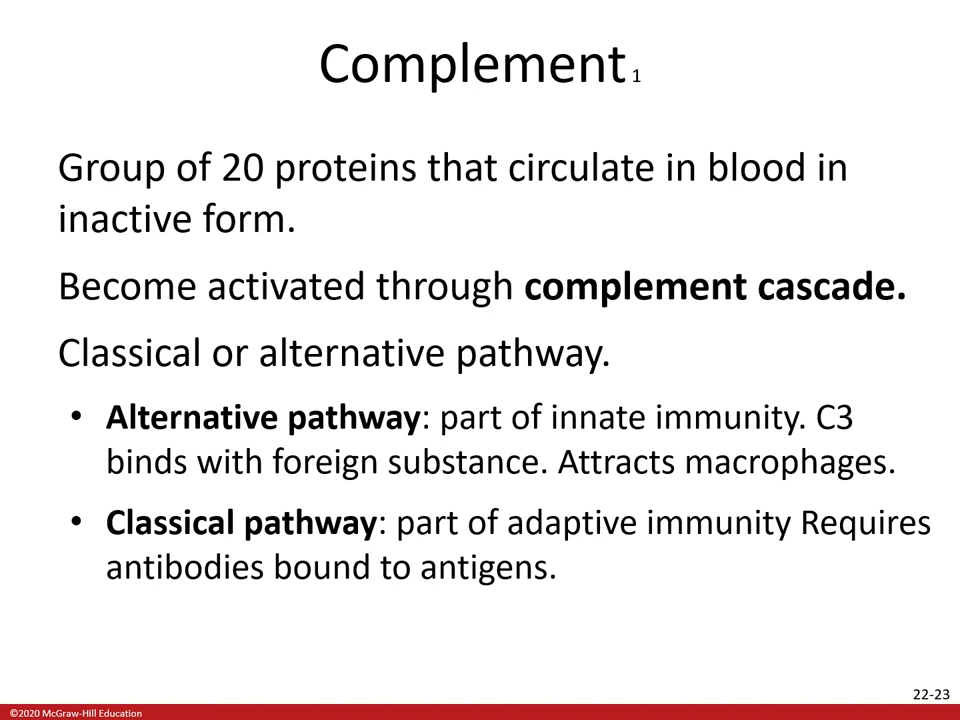 Complement 1
Group of 20 proteins that circulate in blood in
inactive form.
Become activated through complement cascade.
Classical or alternative pathway.
• Alternative pathway: part of innate immunity. C3
binds with foreign substance. Attracts macrophages.
• Classical pathway: part of adaptive immunity Requires
antibodies bound to antigens.
22-23
©2020 McGraw-Hill Education